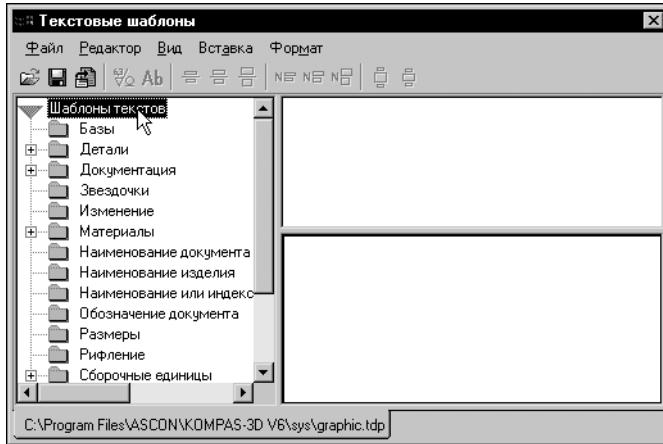 Текстовые шаблоны
Файл Редактор Вид Вставка Формат
Ab
Шаблоны текстов
Базы
Детали
Документация
Звездочки
Изменение
Материалы
Наименование документа
Наименование изделия
Наименование или индекс
Обозначение документа
Размеры
Рифление
Сборочные единицы
C:\Program Files\ASCON\KOMPAS-3D V6\sys\graphic.tdp